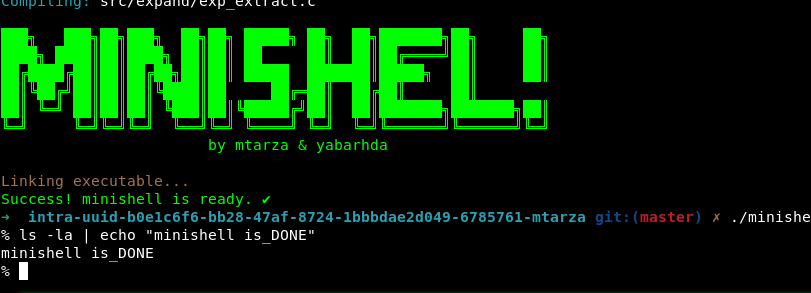 Compiling: src/expand/exp_extract.c
MINISHEL!
by mtarza & yabarhda
Linking executable...
Success! minishell is ready. ✔
➜ intra-uuid-b0e1c6f6-bb28-47af-8724-1bbbdae2d049-6785761-mtarza git:(master) ✗ ./minishe
% ls -la | echo "minishell is_DONE"
minishell is_DONE
%